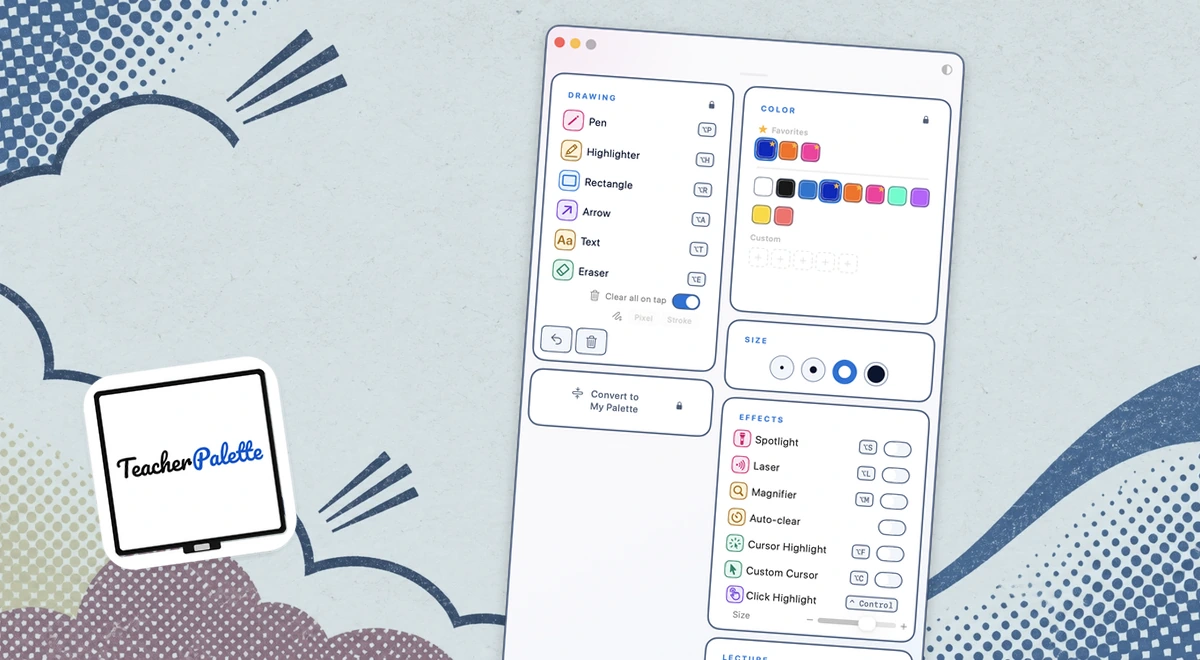 TeacherPalette
DRAWING
Pen
⌥P
Highlighter
⌥H
Rectangle
⌥R
Arrow
⌥A
Aa
Text
⌥T
Eraser
⌥E
Clear all on tap
Pixel
Stroke
Convert to
My Palette
COLOR
Favorites
Custom
SIZE
EFFECTS
Spotlight
⌥S
Laser
⌥L
Magnifier
⌥M
Auto-clear
Cursor Highlight
⌥F
Custom Cursor
⌥C
Click Highlight
^ Control
Size
LECTURE